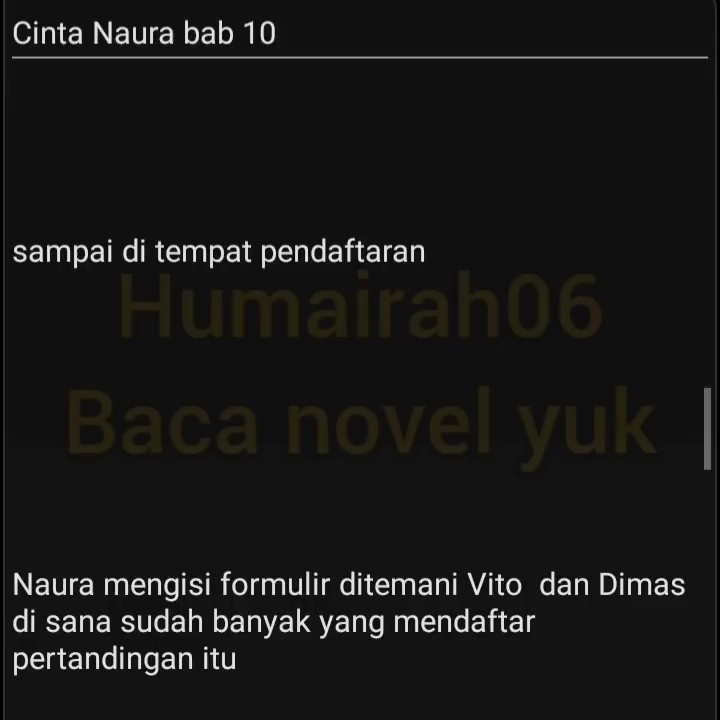 Cinta Naura bab 10
sampai di tempat pendaftaran
Humairah06
Baca novel yuk
Naura mengisi formulir ditemani Vito  dan Dimas
di sana sudah banyak yang mendaftar
pertandingan itu